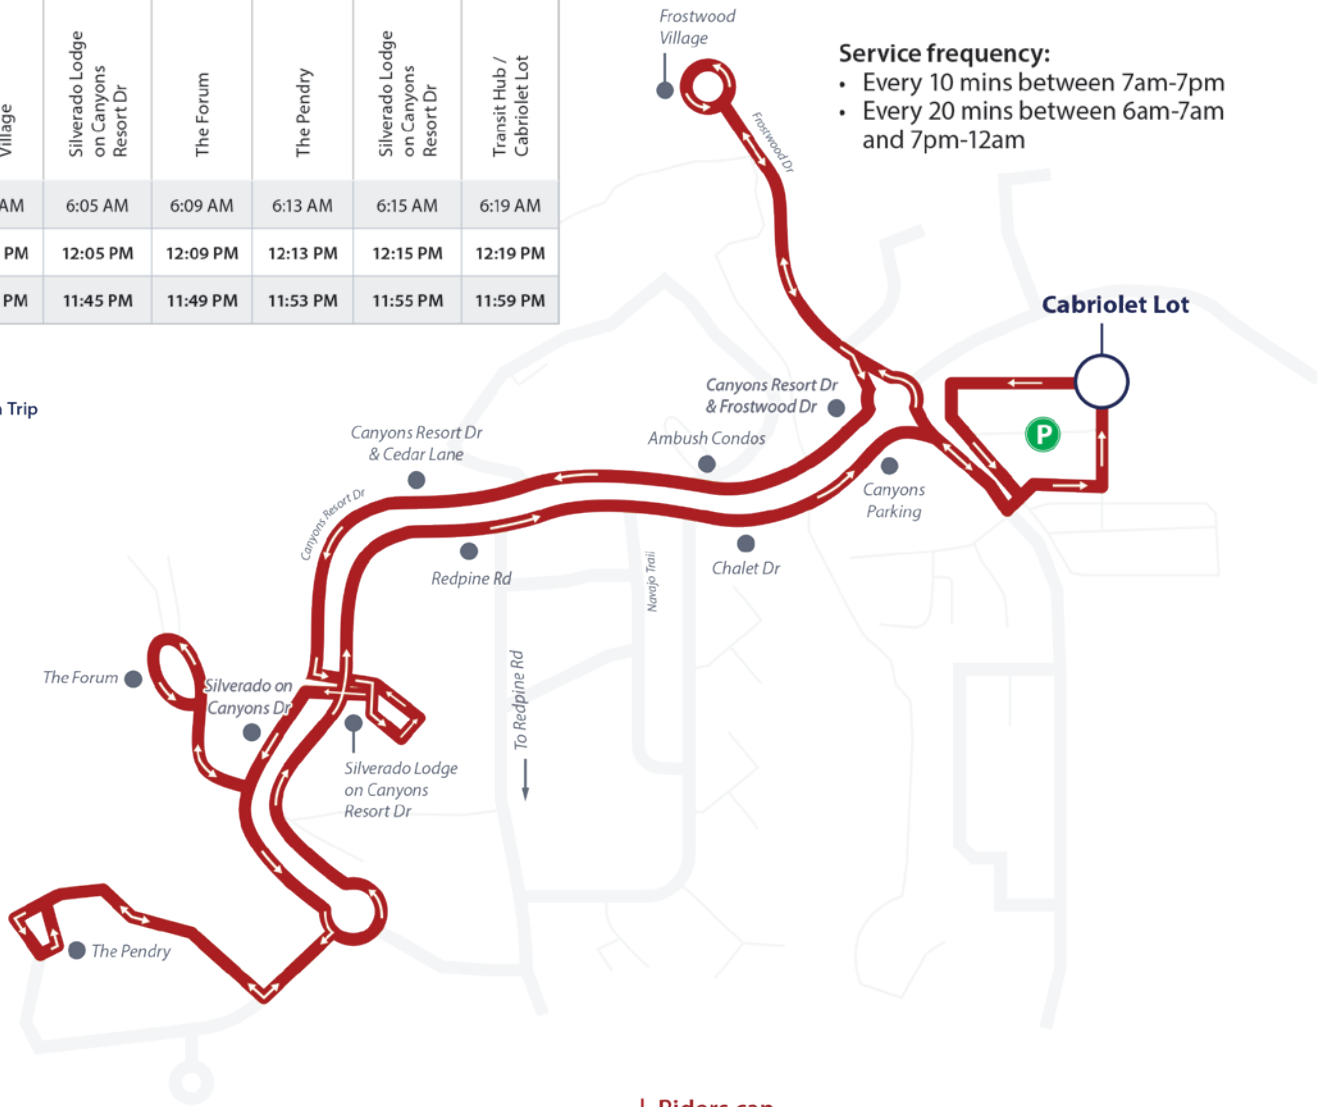 Village
Silverado Lodge
on Canyons
Resort Dr
The Forum
The Pendry
Silverado Lodge
on Canyons
Resort Dr
Transit Hub /
Cabriolet Lot
AM 6:05 AM 6:09 AM 6:13 AM 6:15 AM 6:19 AM
PM 12:05 PM 12:09 PM 12:13 PM 12:15 PM 12:19 PM
PM 11:45 PM 11:49 PM 11:53 PM 11:55 PM 11:59 PM
Trip
Frostwood
Village
Service frequency:
• Every 10 mins between 7am-7pm
• Every 20 mins between 6am-7am
and 7pm-12am
Frostwood Dr
Cabriolet Lot
P
Canyons Resort Dr
& Frostwood Dr
Ambush Condos
Canyons Resort Dr
& Cedar Lane
Canyons Resort Dr
Canyons
Parking
Chalet Dr
Redpine Rd
Navajo Trail
To Redpine Rd
The Forum
Silverado on
Canyons Dr
Silverado Lodge
on Canyons
Resort Dr
The Pendry
Riders can